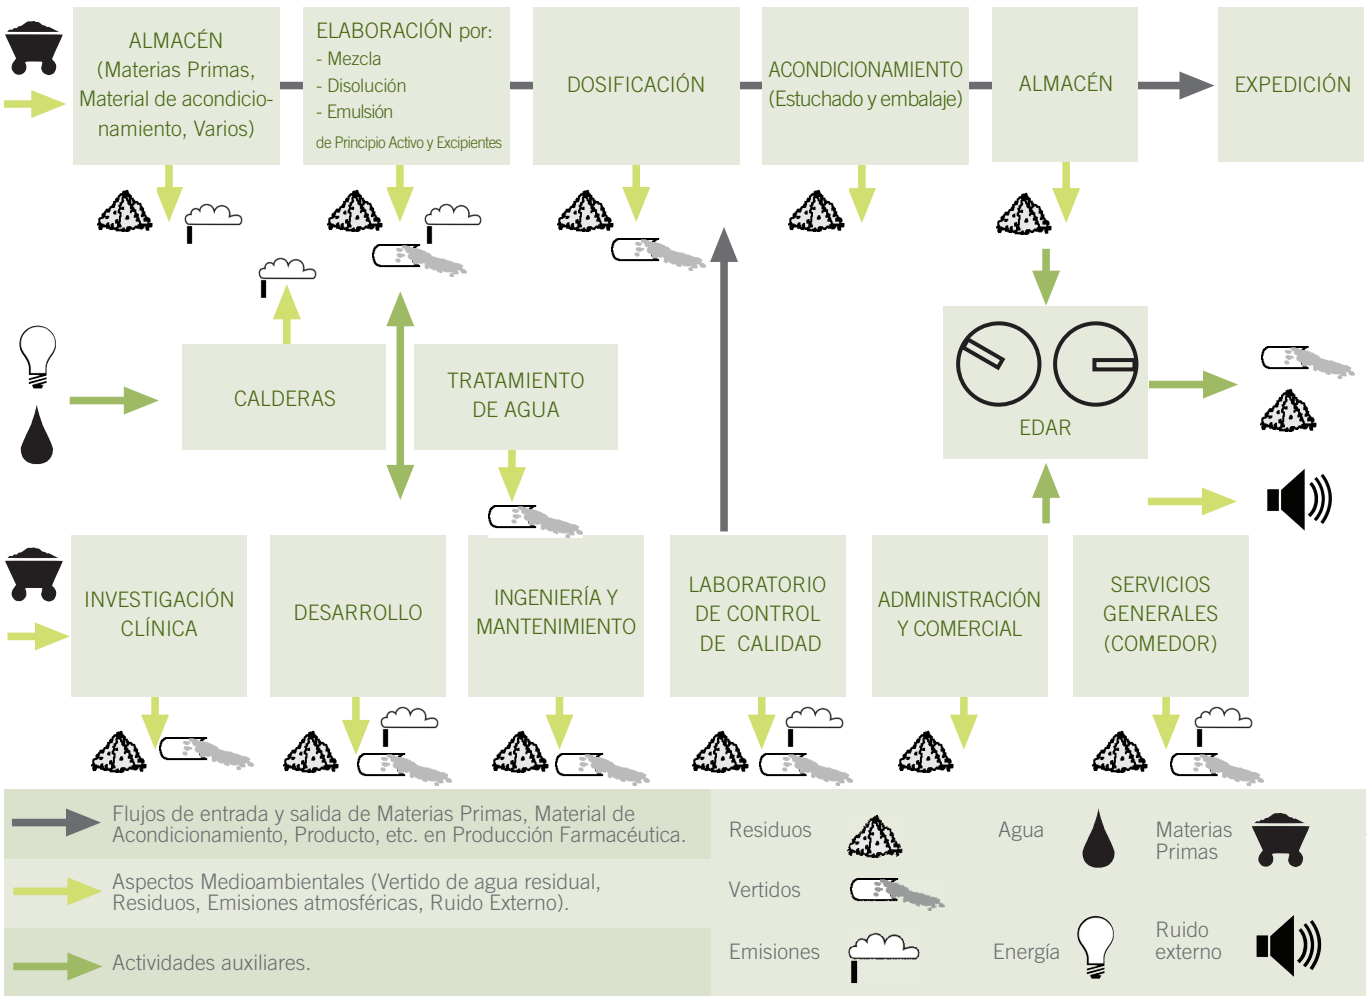 ALMACÉN
(Materias Primas,
Material de acondicio-
namiento, Varios)
ELABORACIÓN por:
- Mezcla
- Disolución
- Emulsión
de Principio Activo y Excipientes
DOSIFICACIÓN
ACONDICIONAMIENTO
(Estuchado y embalaje)
ALMACÉN
EXPEDICIÓN
CALDERAS
TRATAMIENTO
DE AGUA
EDAR
INVESTIGACIÓN
CLÍNICA
DESARROLLO
INGENIERÍA Y
MANTENIMIENTO
LABORATORIO
DE CONTROL
DE CALIDAD
ADMINISTRACIÓN
Y COMERCIAL
SERVICIOS
GENERALES
(COMEDOR)
Flujos de entrada y salida de Materias Primas, Material de
Acondicionamiento, Producto, etc. en Producción Farmacéutica.
Aspectos Medioambientales (Vertido de agua residual,
Residuos, Emisiones atmosféricas, Ruido Externo).
Actividades auxiliares.
Residuos
Agua
Materias
Primas
Vertidos
Emisiones
Energía
Ruido
externo